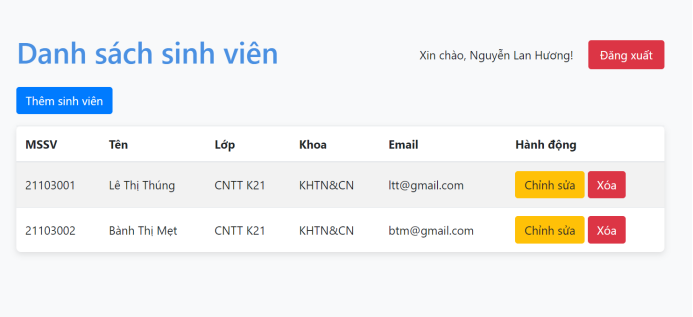 Danh sách sinh viên
Xin chào, Nguyễn Lan Hương! Đăng xuất
Thêm sinh viên
MSSV Tên Lớp Khoa Email Hành động
21103001 Lê Thị Thúng CNTT K21 KHTN&CN ltt@gmail.com Chỉnh sửa Xóa
21103002 Bành Thị Mẹt CNTT K21 KHTN&CN btm@gmail.com Chỉnh sửa Xóa